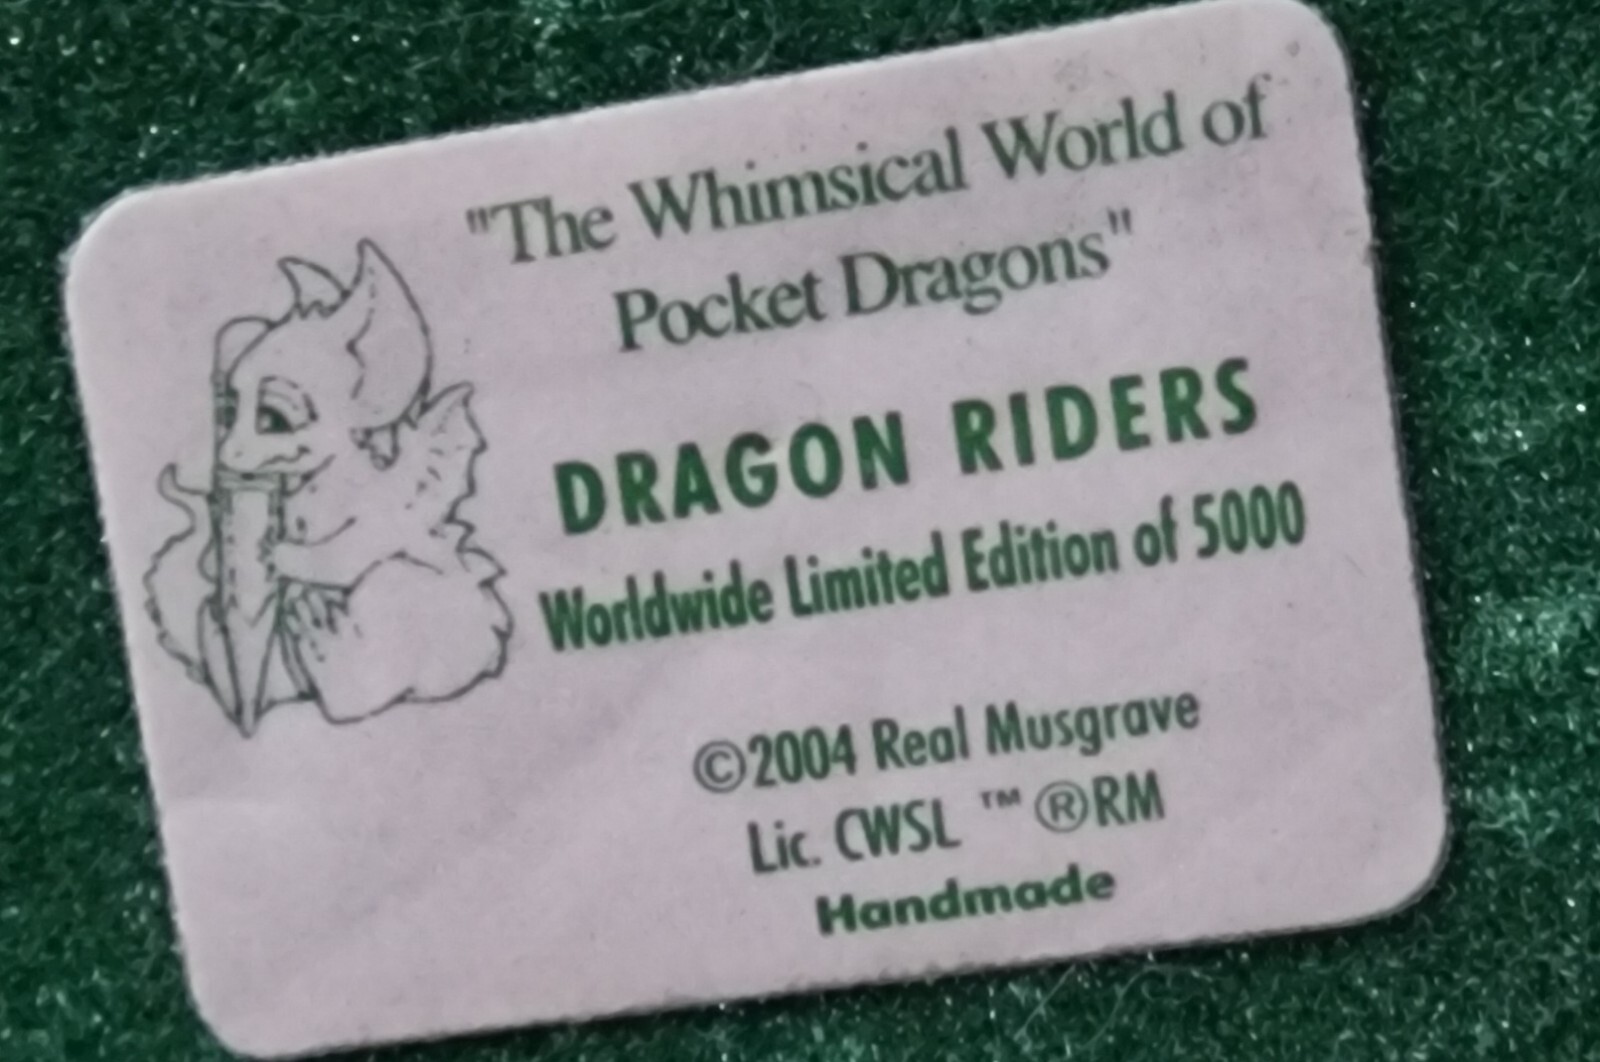 "The Whimsical World of
Pocket Dragons"
DRAGON RIDERS
Worldwide Limited Edition of 5000
©2004 Real Musgrave
Lic. CWSL ™ ®RM
Handmade